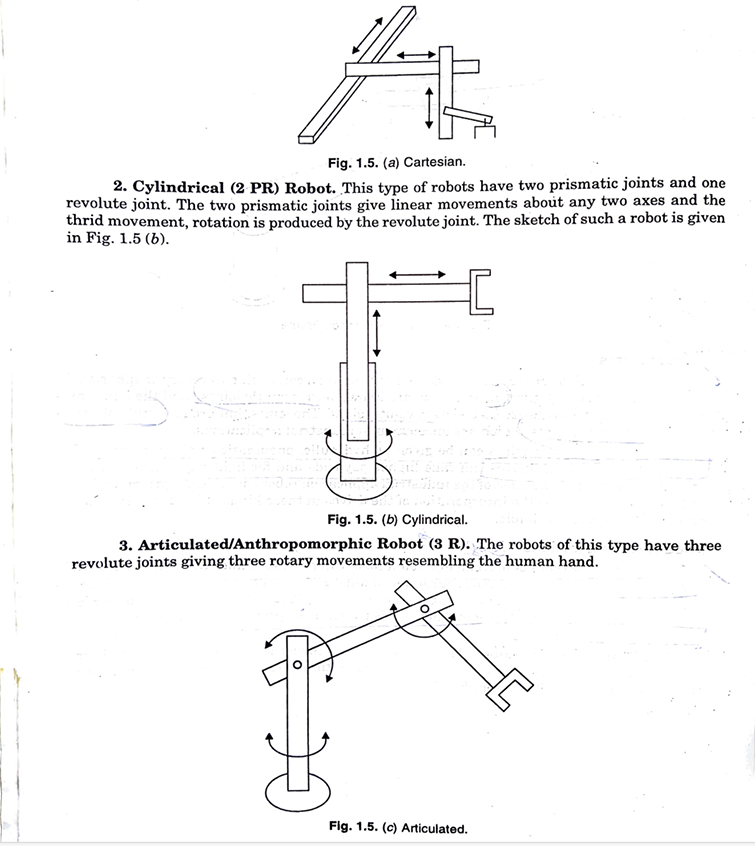 Fig. 1.5. (a) Cartesian.
2. Cylindrical (2 PR) Robot. This type of robots have two prismatic joints and one
revolute joint. The two prismatic joints give linear movements about any two axes and the
thrid movement, rotation is produced by the revolute joint. The sketch of such a robot is given
in Fig. 1.5 (b).
Fig. 1.5. (b) Cylindrical.
3. Articulated/Anthropomorphic Robot (3 R). The robots of this type have three
revolute joints giving three rotary movements resembling the human hand.
Fig. 1.5. (c) Articulated.